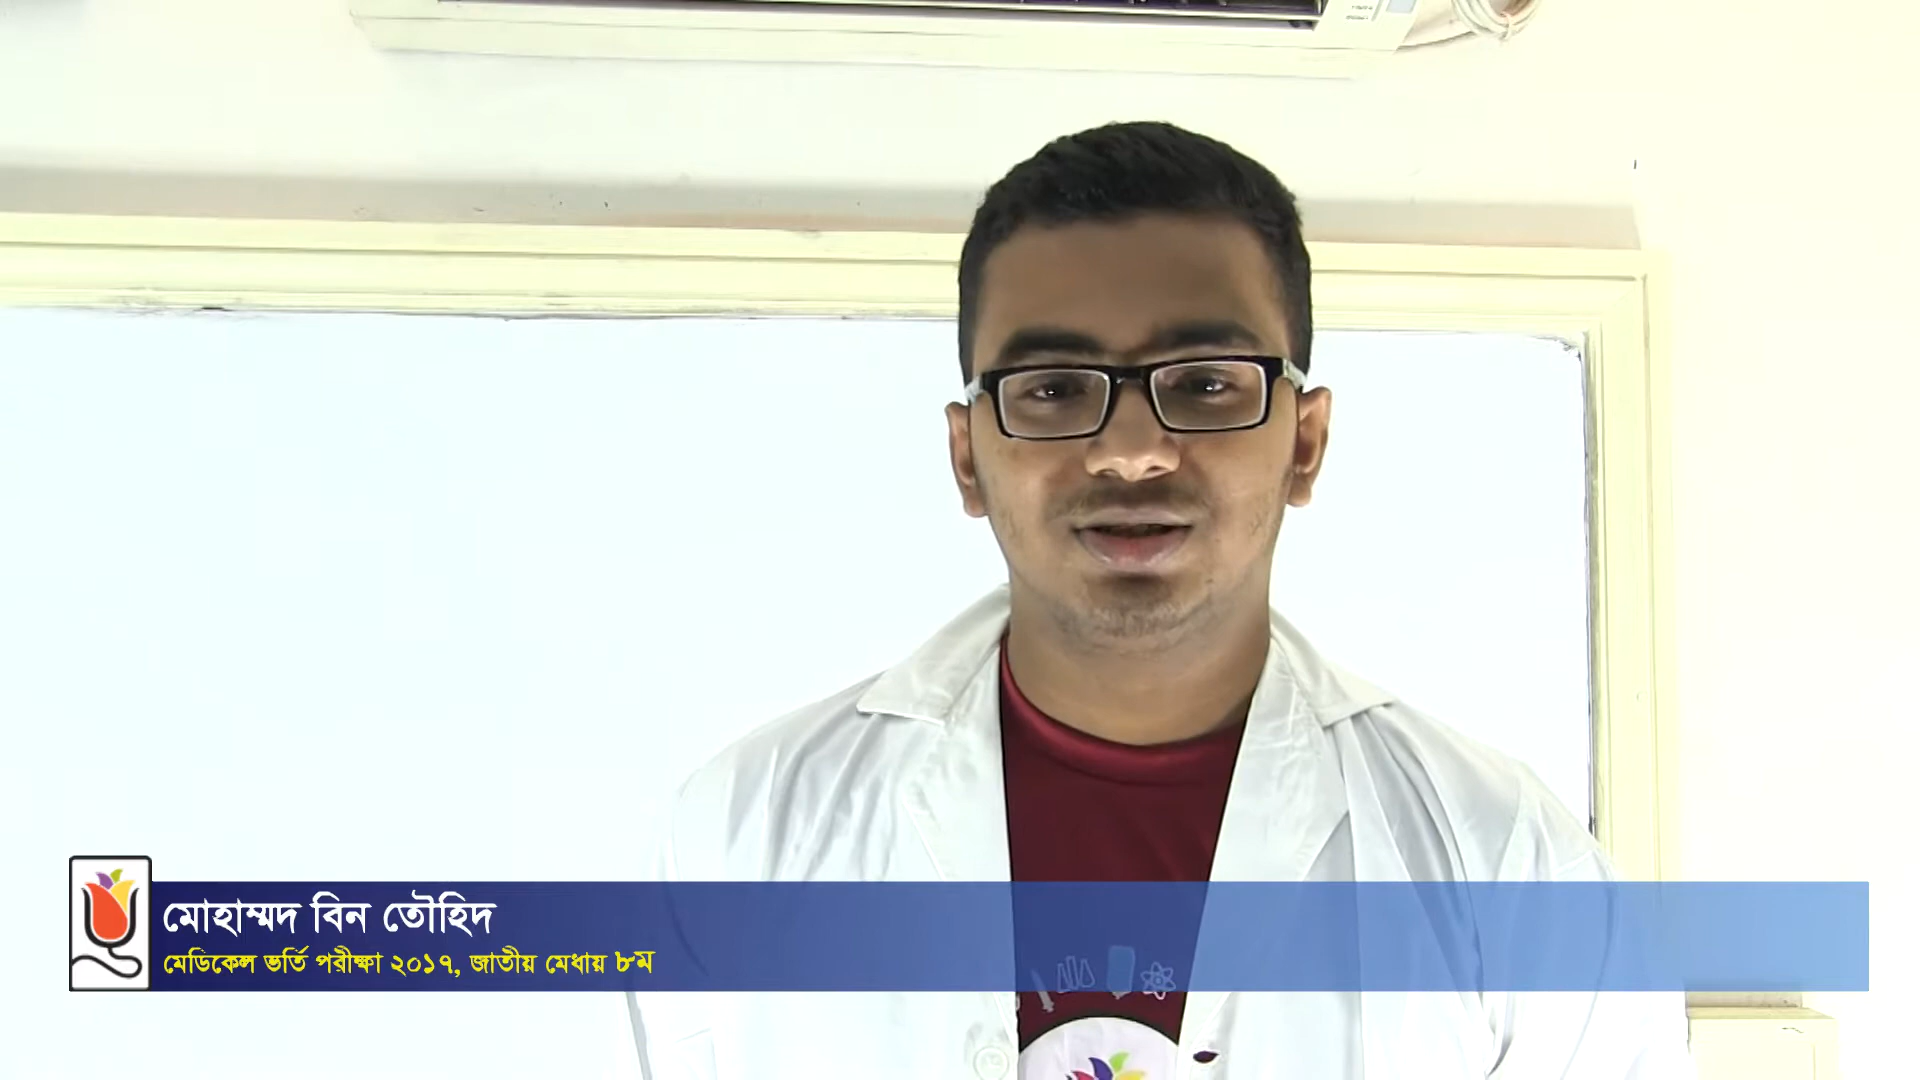 মোহাম্মদ বিন তৌহিদ
মেডিকেল ভর্তি পরীক্ষা ২০১৭, জাতীয় মেধায় ৮ম